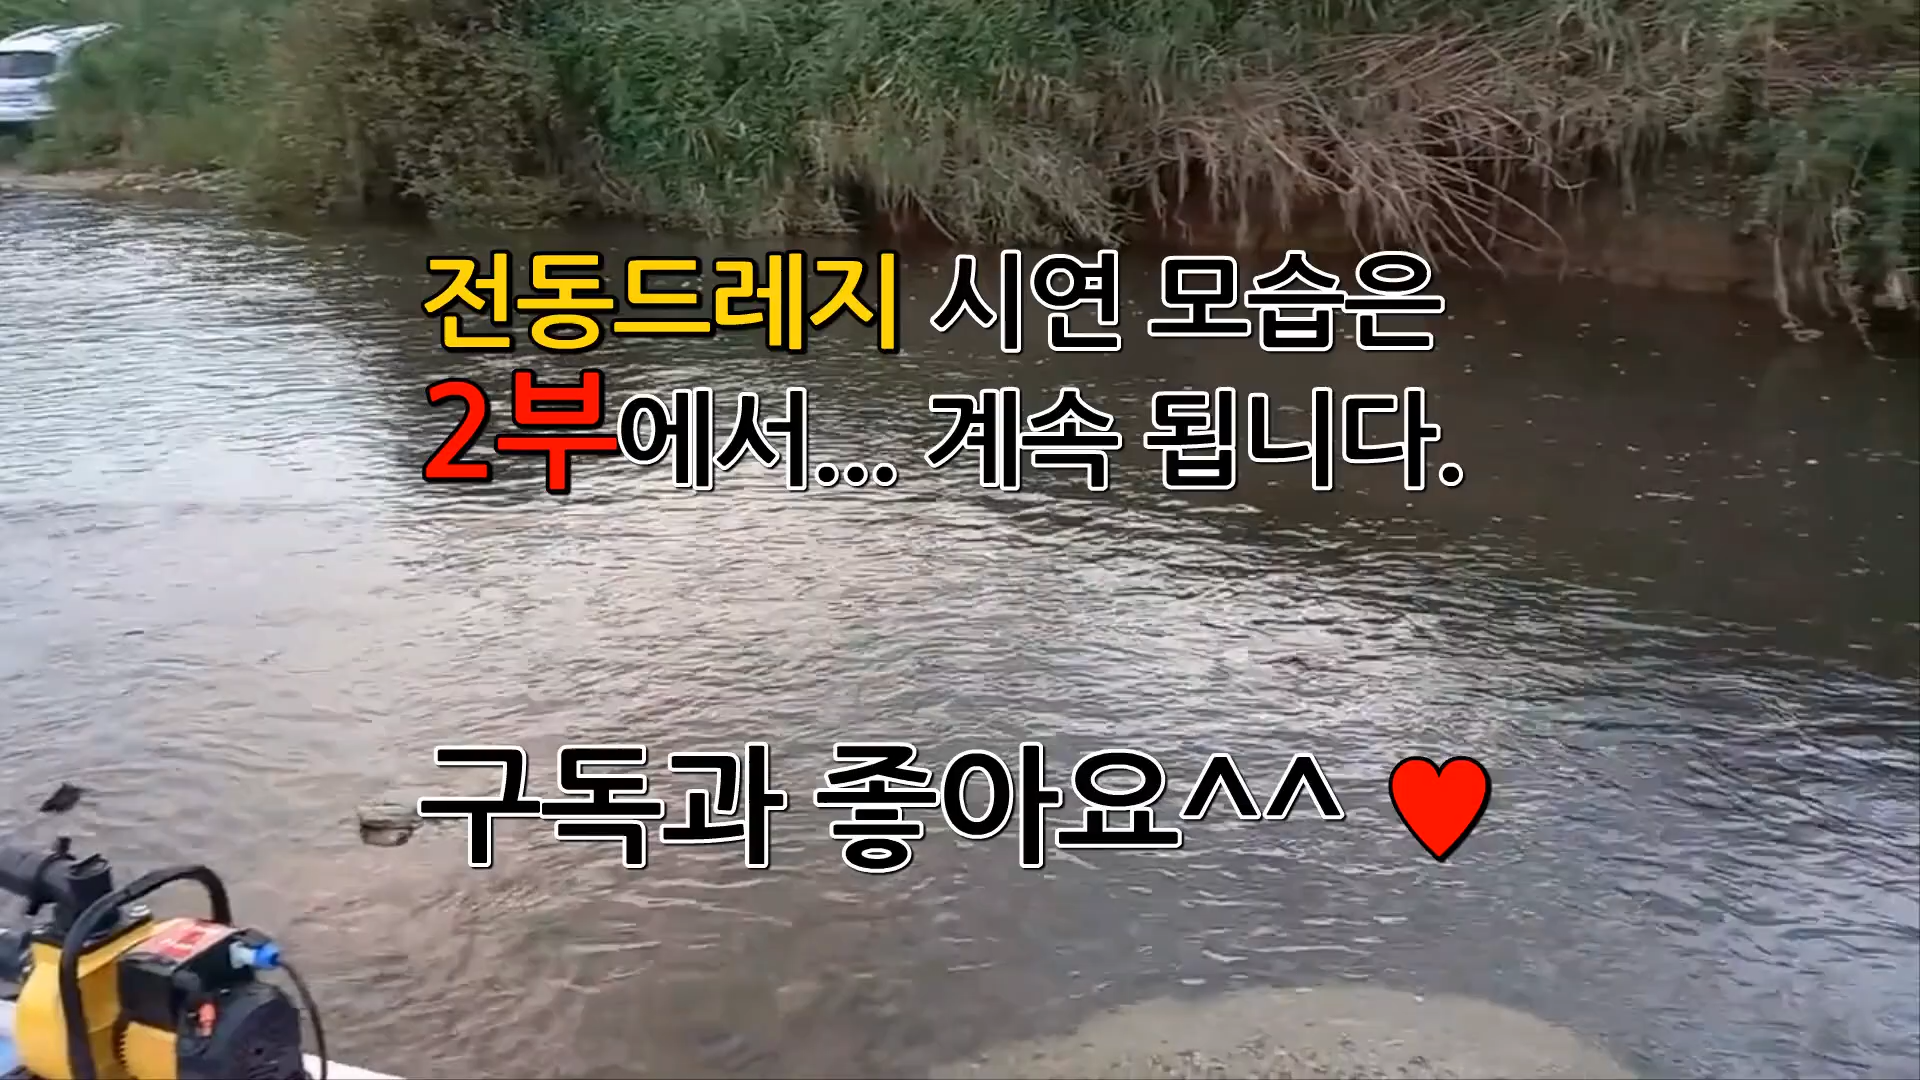 전동드레지 시연 모습은
2부에서... 계속 됩니다.
구독과 좋아요^^ ♥